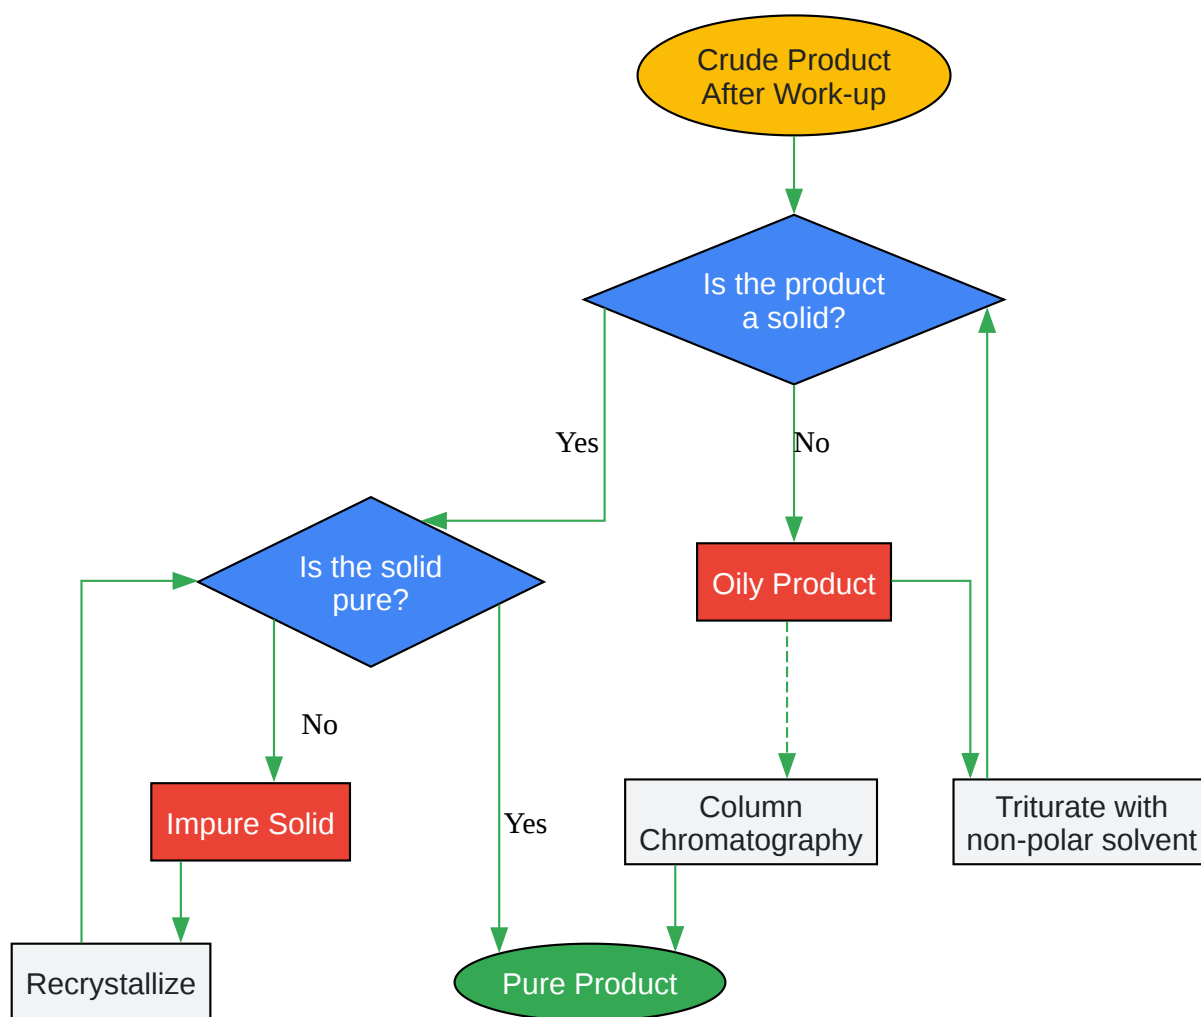 Crude Product
After Work-up
Is the product
a solid?
Yes
No
Is the solid
pure?
Oily Product
No
Yes
Impure Solid
Column
Chromatography
Triturate with
non-polar solvent
Recrystallize
Pure Product